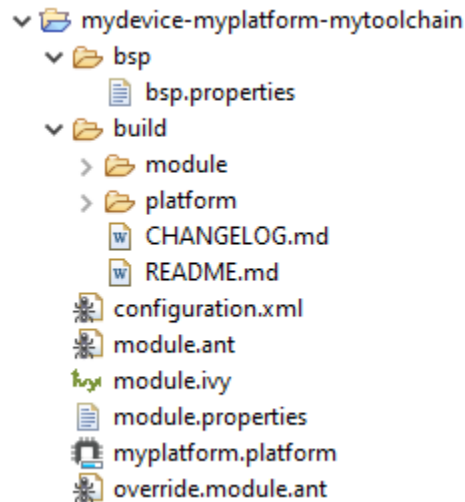 mydevice-myplatform-mytoolchain
bsp
bsp.properties
build
module
platform
CHANGELOG.md
README.md
configuration.xml
module.ant
module.ivy
module.properties
myplatform.platform
override.module.ant